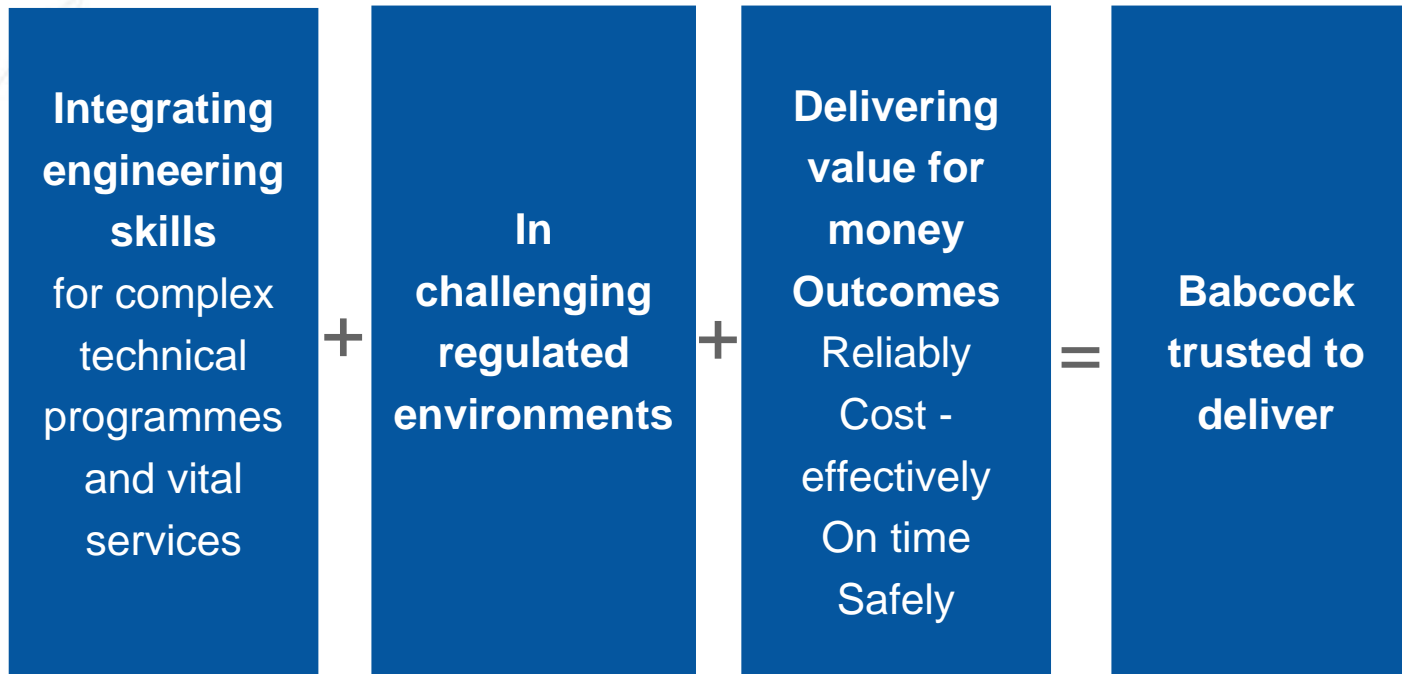 Integrating
engineering
skills
for complex
technical
programmes
and vital
services
+
In
challenging
regulated
environments
+
Delivering
value for
money
Outcomes
Reliably
Cost -
effectively
On time
Safely
=
Babcock
trusted to
deliver